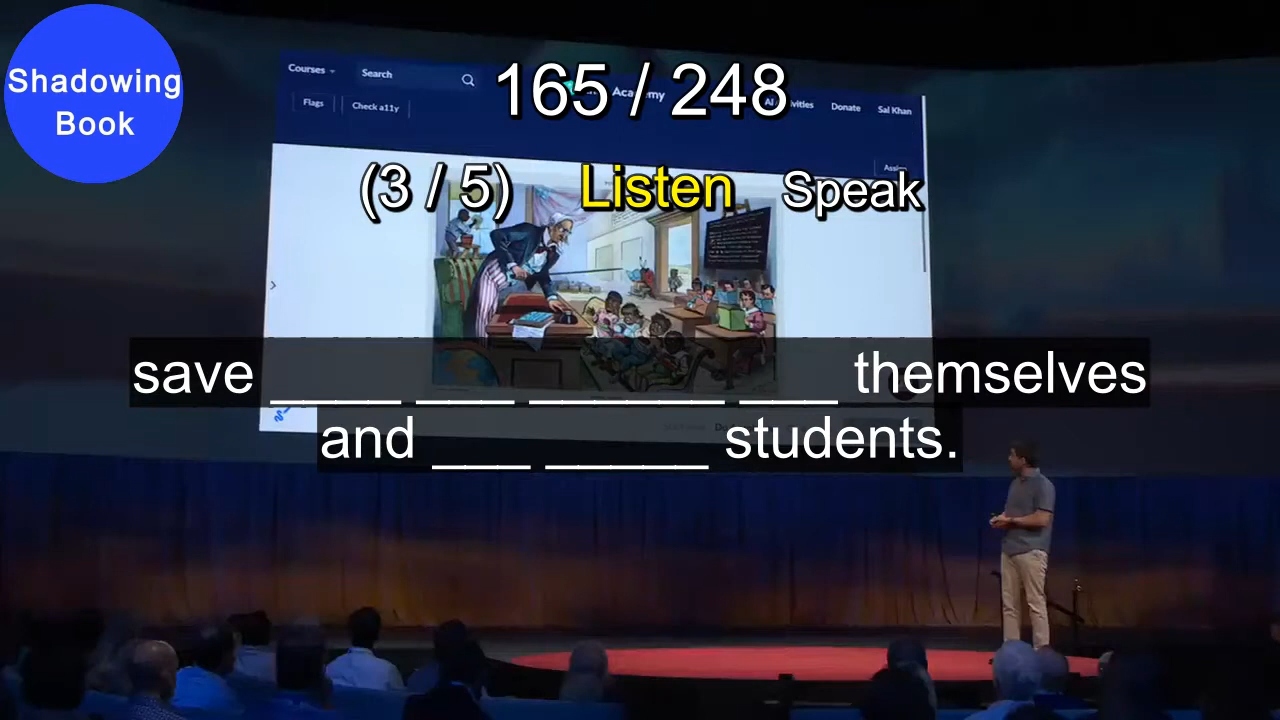 Shadowing
Book
165 / 248
(3 / 5) Listen Speak
Courses
Search
Academy
Donate
Sal Khan
Flags
Check a11y
save ____ ___ ______ ___ themselves
and ___ _____ students.